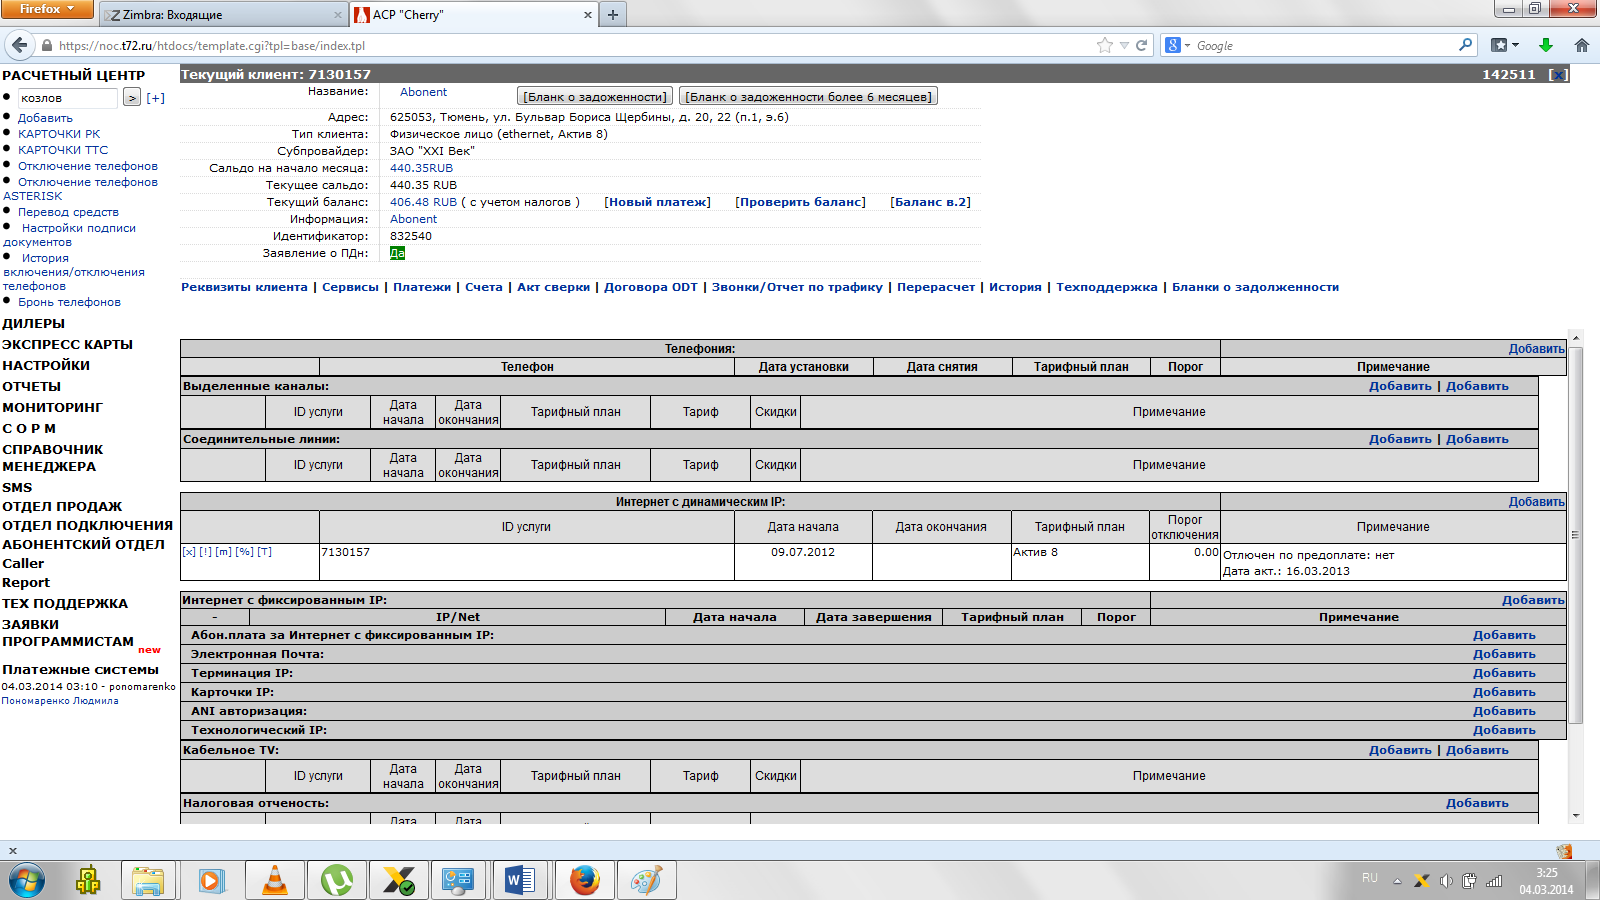 Firefox
Zimbra: Входящие
ACP "Cherry"
https://noc.t72.ru/htdocs/template.cgi?tpl=base/index.tpl
Google
РАСЧЕТНЫЙ ЦЕНТР
козлов > [+]
Добавить
КАРТОЧКИ РК
КАРТОЧКИ ТТС
Отключение телефонов
Отключение телефонов
ASTERISK
Перевод средств
Настройки подписи
документов
История
включения/отключения
телефонов
Бронь телефонов
ДИЛЕРЫ
ЭКСПРЕСС КАРТЫ
НАСТРОЙКИ
ОТЧЕТЫ
МОНИТОРИНГ
С О Р М
СПРАВОЧНИК
МЕНЕДЖЕРА
SMS
ОТДЕЛ ПРОДАЖ
ОТДЕЛ ПОДКЛЮЧЕНИЯ
АБОНЕНТСКИЙ ОТДЕЛ
Caller
Report
ТЕХ ПОДДЕРЖКА
ЗАЯВКИ
ПРОГРАММИСТАМ new
Платежные системы
04.03.2014 03:10 - ponomarenko
Пономаренко Людмила
Текущий клиент: 7130157 142511 [x]
Название: Abonent [Бланк о задоженности] [Бланк о задоженности более 6 месяцев]
Адрес: 625053, Тюмень, ул. Бульвар Бориса Щербины, д. 20, 22 (п.1, э.6)
Тип клиента: Физическое лицо (ethernet, Актив 8)
Субпровайдер: ЗАО "XXI Век"
Сальдо на начало месяца: 440.35RUB
Текущее сальдо: 440.35 RUB
Текущий баланс: 406.48 RUB ( с учетом налогов ) [Новый платеж] [Проверить баланс] [Баланс в.2]
Информация: Abonent
Идентификатор: 832540
Заявление о ПДн: Да
Реквизиты клиента | Сервисы | Платежи | Счета | Акт сверки | Договора ODT | Звонки/Отчет по трафику | Перерасчет | История | Техподдержка | Бланки о задолженности
Телефония: Добавить
Телефон Дата установки Дата снятия Тарифный план Порог Примечание
Выделенные каналы: Добавить | Добавить
ID услуги Дата начала Дата окончания Тарифный план Тариф Скидки Примечание
Соединительные линии: Добавить | Добавить
ID услуги Дата начала Дата окончания Тарифный план Тариф Скидки Примечание
Интернет с динамическим IP: Добавить
ID услуги Дата начала Дата окончания Тарифный план Порог отключения Примечание
[x] [!] [m] [%] [T] 7130157 09.07.2012 Актив 8 0.00 Отлючен по предоплате: нет
Дата акт.: 16.03.2013
Интернет с фиксированным IP: Добавить
- IP/Net Дата начала Дата завершения Тарифный план Порог Примечание
Абон.плата за Интернет с фиксированным IP: Добавить
Электронная Почта: Добавить
Терминация IP: Добавить
Карточки IP: Добавить
ANI авторизация: Добавить
Технологический IP: Добавить
Кабельное TV: Добавить | Добавить
ID услуги Дата начала Дата окончания Тарифный план Тариф Скидки Примечание
Налоговая отченость: Добавить
Дата Дата
RU
3:25
04.03.2014